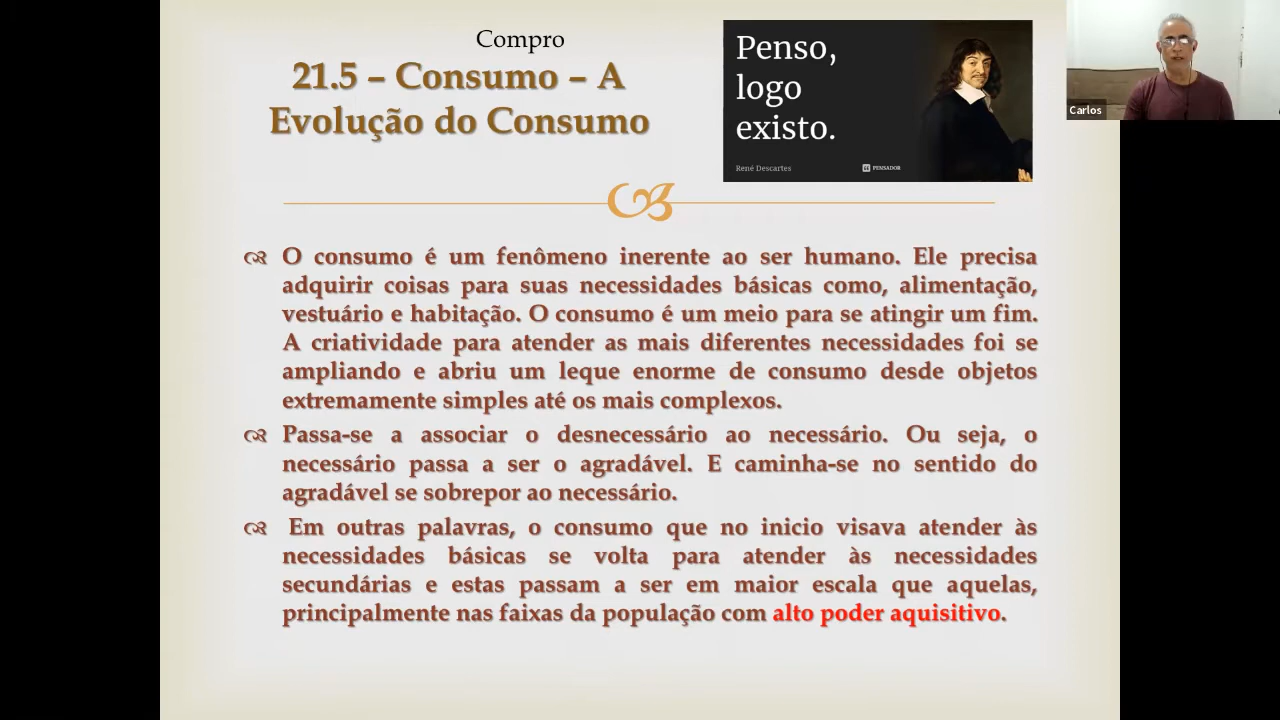 Compro
21.5 – Consumo – A
Evolução do Consumo
Penso,
logo
existo.
René Descartes
PENSADOR
Carlos
O consumo é um fenômeno inerente ao ser humano. Ele precisa
adquirir coisas para suas necessidades básicas como, alimentação,
vestuário e habitação. O consumo é um meio para se atingir um fim.
A criatividade para atender as mais diferentes necessidades foi se
ampliando e abriu um leque enorme de consumo desde objetos
extremamente simples até os mais complexos.
Passa-se a associar o desnecessário ao necessário. Ou seja, o
necessário passa a ser o agradável. E caminha-se no sentido do
agradável se sobrepor ao necessário.
Em outras palavras, o consumo que no inicio visava atender às
necessidades básicas se volta para atender às necessidades
secundárias e estas passam a ser em maior escala que aquelas,
principalmente nas faixas da população com alto poder aquisitivo.